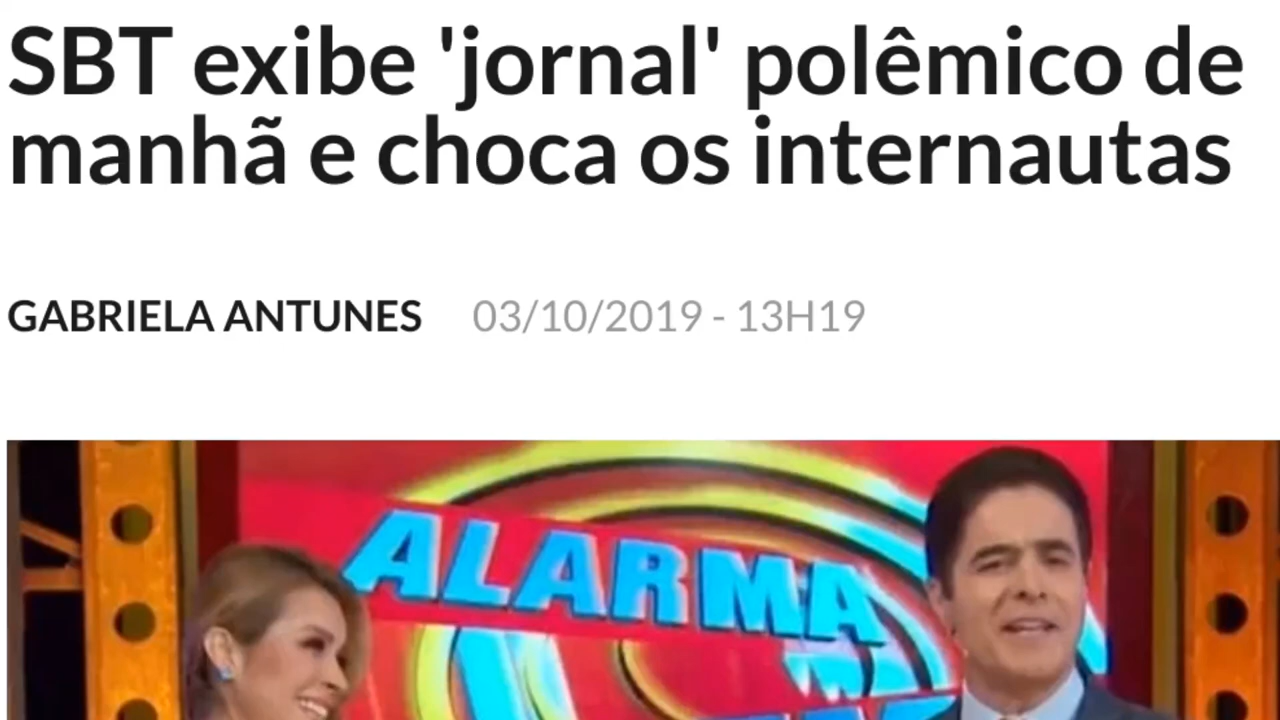 SBT exibe 'jornal' polêmico de
manhã e choca os internautas
GABRIELA ANTUNES 03/10/2019 - 13H19
ALARMA